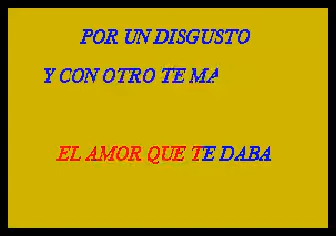 POR UN DISGUSTO
Y CON OTRO TE MA
EL AMOR QUE TE DABA